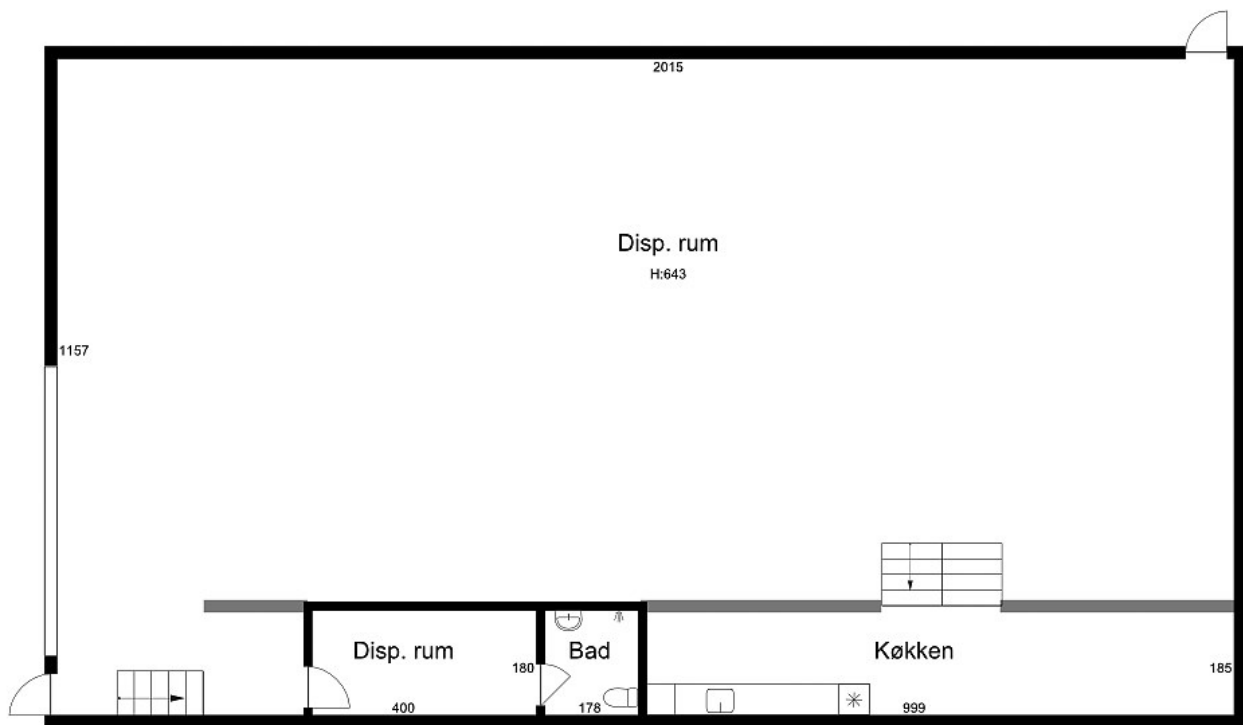 2015
Disp. rum
H:643
1157
Disp. rum
Bad
Køkken
180
185
400
178
999